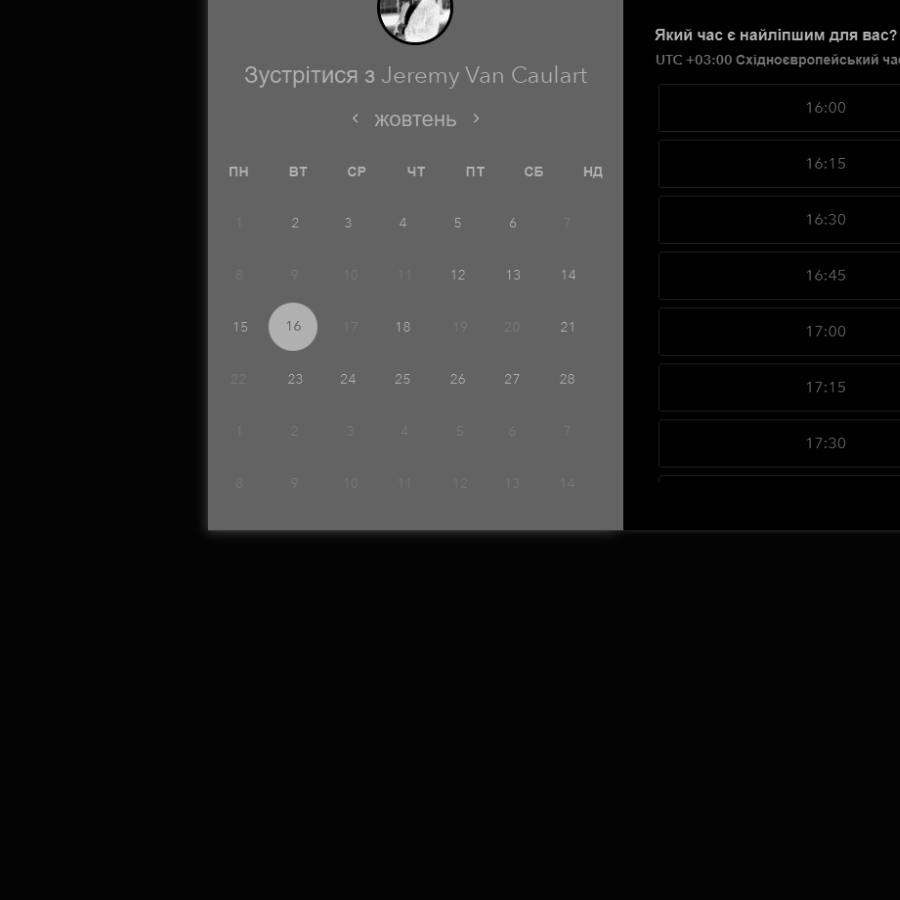 Зустрітися з Jeremy Van Caulart
< жовтень >
ПН ВТ СР ЧТ ПТ СБ НД
1 2 3 4 5 6 7
8 9 10 11 12 13 14
15 16 17 18 19 20 21
22 23 24 25 26 27 28
1 2 3 4 5 6 7
8 9 10 11 12 13 14
Який час є найліпшим для вас?
UTC +03:00 Східноєвропейський
16:00
16:15
16:30
16:45
17:00
17:15
17:30